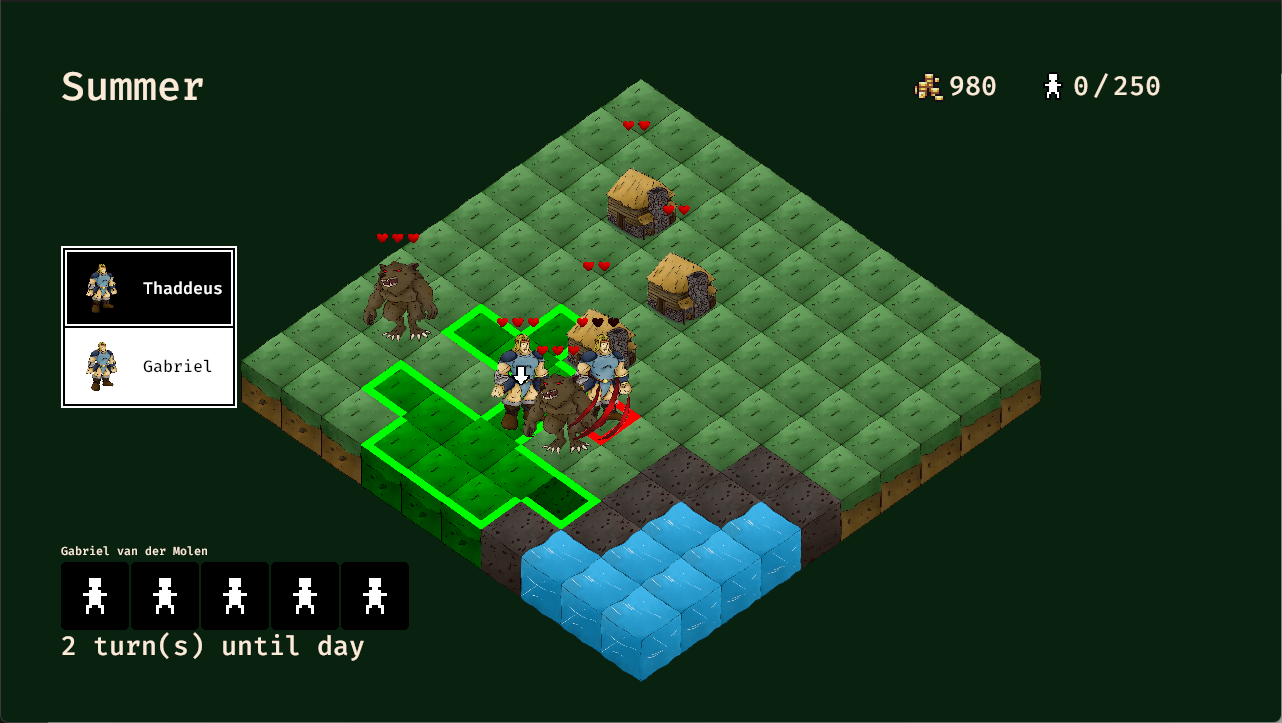 Summer
980
0/250
Thaddeus
Gabriel
Gabriel van der Molen
2 turn(s) until day